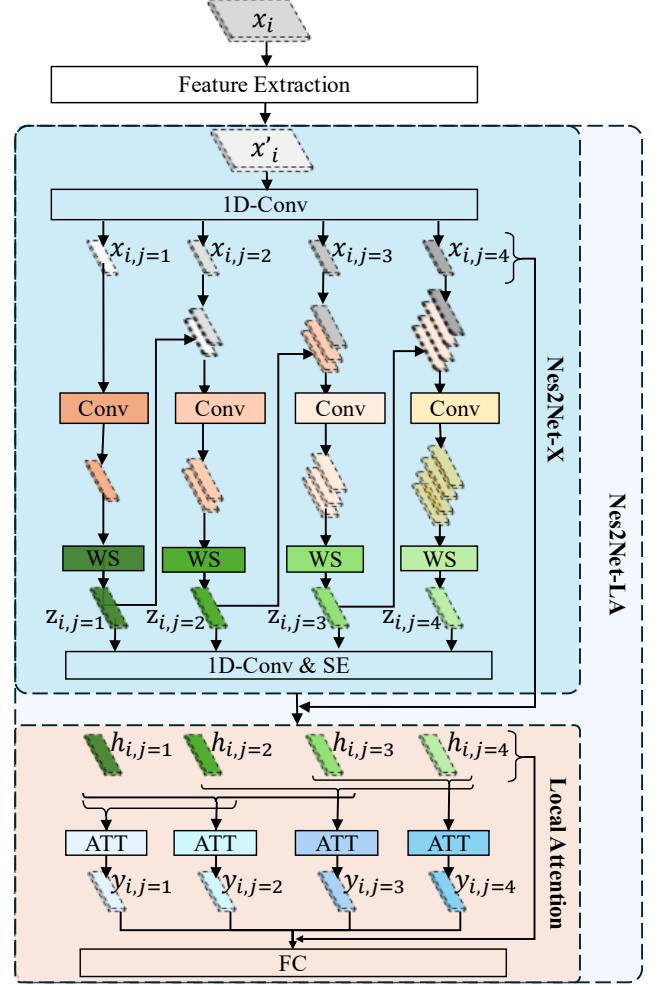 x_i
Feature Extraction
x'_i
1D-Conv
x_{i,j=1} x_{i,j=2} x_{i,j=3} x_{i,j=4}
Conv Conv Conv Conv
Nes2Net-X
WS WS WS WS
Nes2Net-LA
z_{i,j=1} z_{i,j=2} z_{i,j=3} z_{i,j=4}
1D-Conv & SE
h_{i,j=1} h_{i,j=2} h_{i,j=3} h_{i,j=4}
Local Attention
ATT ATT ATT ATT
y_{i,j=1} y_{i,j=2} y_{i,j=3} y_{i,j=4}
FC